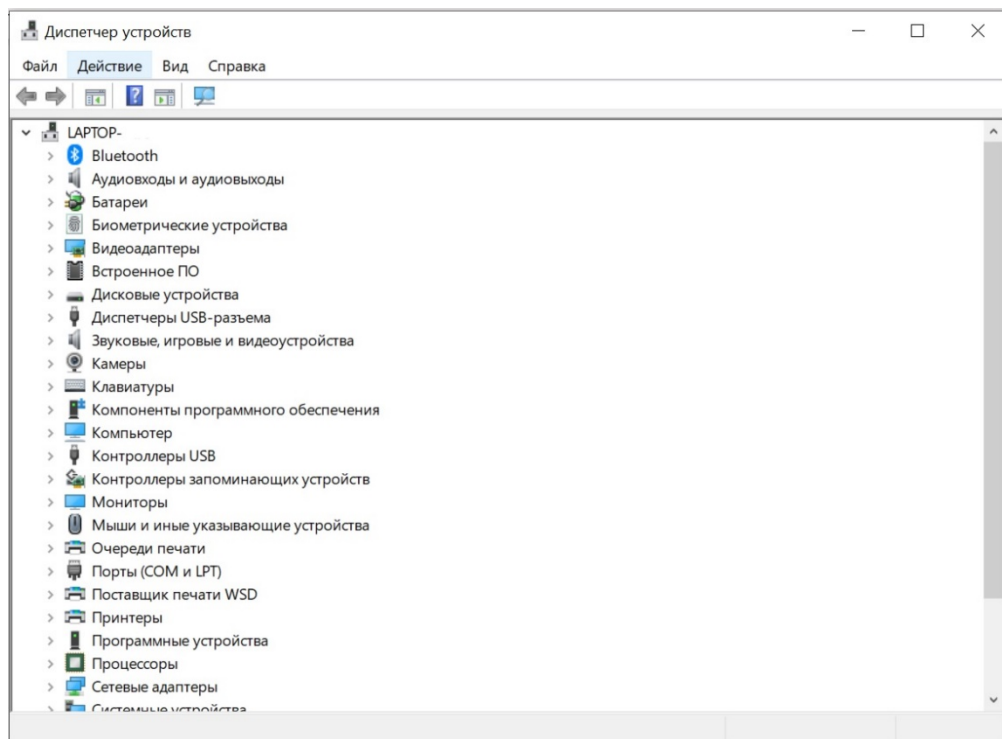 Диспетчер устройств
Файл Действие Вид Справка
LAPTOP-
Bluetooth
Аудиовходы и аудиовыходы
Батареи
Биометрические устройства
Видеоадаптеры
Встроенное ПО
Дисковые устройства
Диспетчеры USB-разъема
Звуковые, игровые и видеоустройства
Камеры
Клавиатуры
Компоненты программного обеспечения
Компьютер
Контроллеры USB
Контроллеры запоминающих устройств
Мониторы
Мыши и иные указывающие устройства
Очереди печати
Порты (COM и LPT)
Поставщик печати WSD
Принтеры
Программные устройства
Процессоры
Сетевые адаптеры
Системные устройства